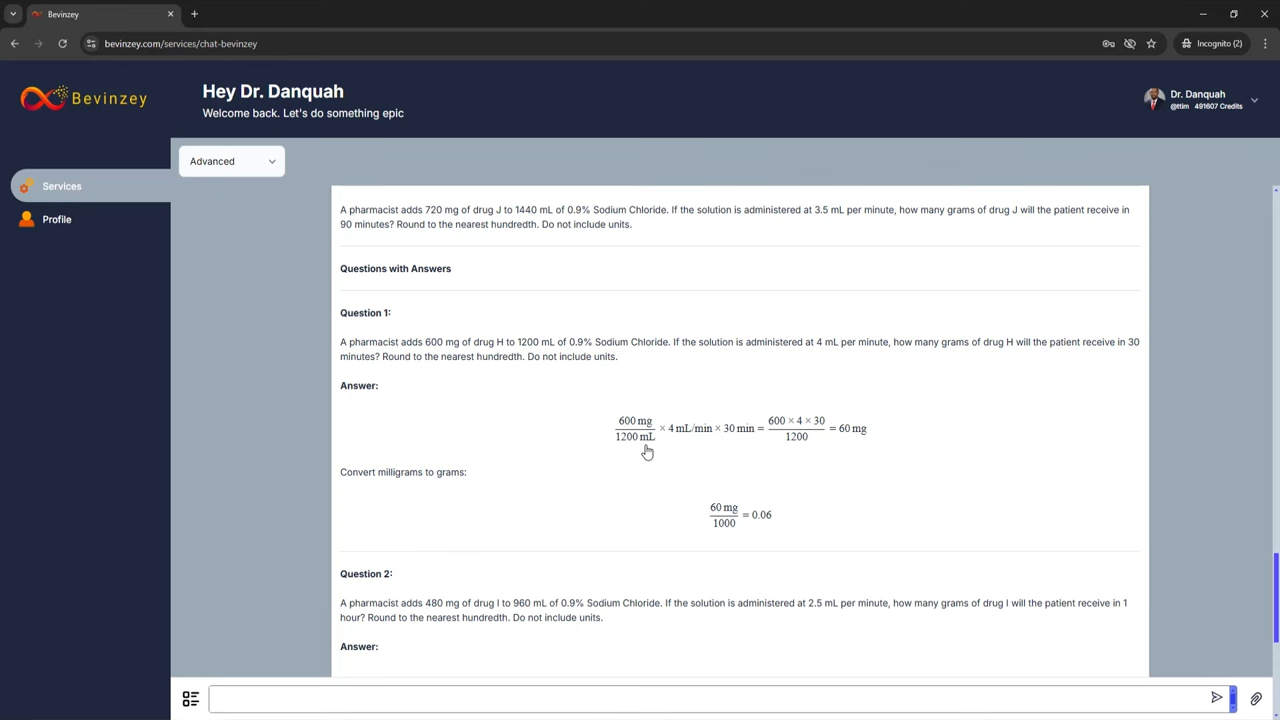 Bevinzey
bevinzey.com/services/chat-bevinzey
Incognito (2)
Bevinzey
Hey Dr. Danquah
Welcome back. Let's do something epic
Dr. Danquah
@ttim 491607 Credits
Services
Profile
Advanced
A pharmacist adds 720 mg of drug J to 1440 mL of 0.9% Sodium Chloride. If the solution is administered at 3.5 mL per minute, how many grams of drug J will the patient receive in
90 minutes? Round to the nearest hundredth. Do not include units.
Questions with Answers
Question 1:
A pharmacist adds 600 mg of drug H to 1200 mL of 0.9% Sodium Chloride. If the solution is administered at 4 mL per minute, how many grams of drug H will the patient receive in 30
minutes? Round to the nearest hundredth. Do not include units.
Answer:
600 mg / 1200 mL × 4 mL/min × 30 min = 600 × 4 × 30 / 1200 = 60 mg
Convert milligrams to grams:
60 mg / 1000 = 0.06
Question 2:
A pharmacist adds 480 mg of drug I to 960 mL of 0.9% Sodium Chloride. If the solution is administered at 2.5 mL per minute, how many grams of drug I will the patient receive in 1
hour? Round to the nearest hundredth. Do not include units.
Answer: